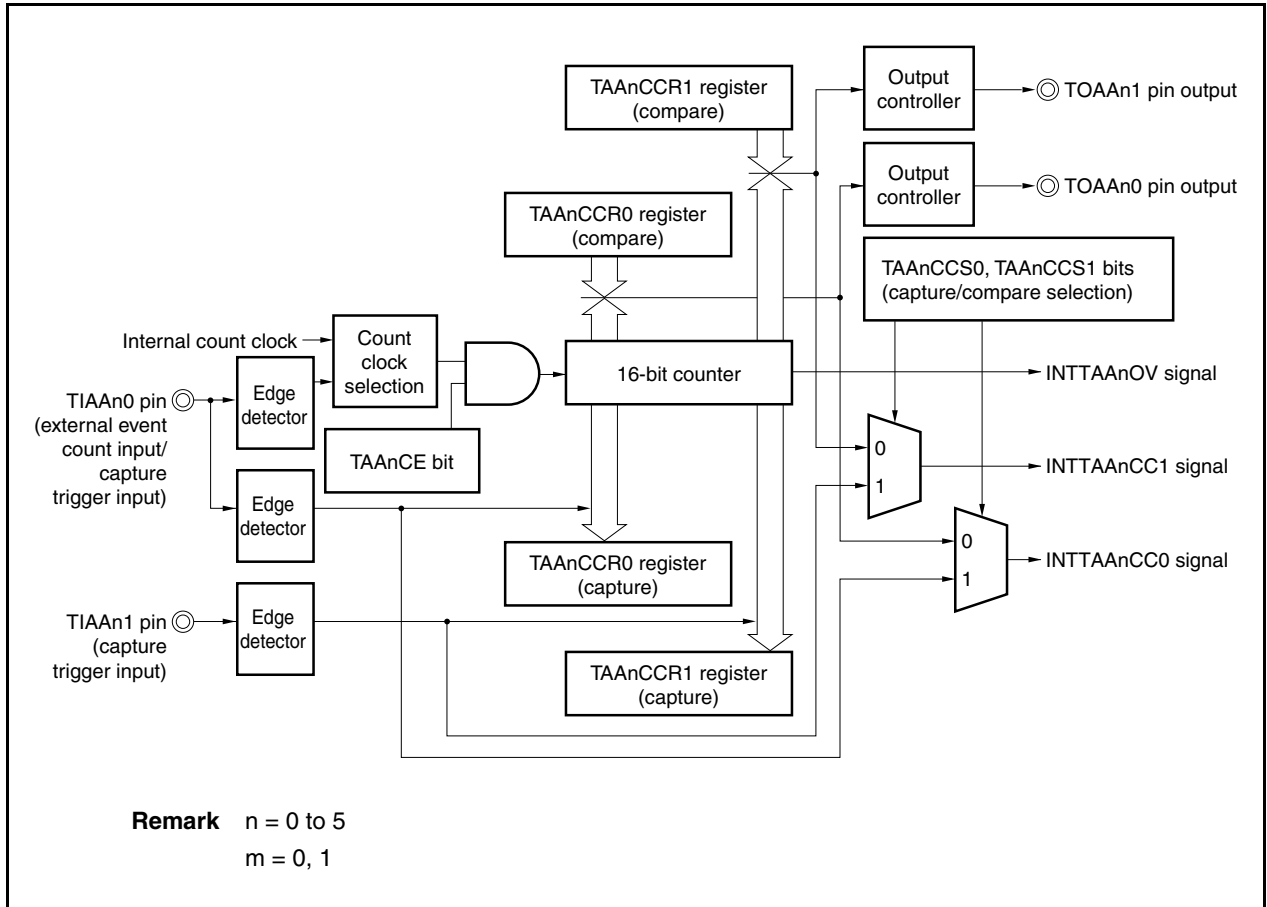 TAAnCCR1 register
(compare)
Output
controller
TOAAn1 pin output
Output
controller
TOAAn0 pin output
TAAnCCR0 register
(compare)
TAAnCCS0, TAAnCCS1 bits
(capture/compare selection)
Internal count clock
Count
clock
selection
16-bit counter
INTTAAnOV signal
TIAAn0 pin
(external event
count input/
capture
trigger input)
Edge
detector
TAAnCE bit
0
1
INTTAAnCC1 signal
Edge
detector
TAAnCCR0 register
(capture)
0
1
INTTAAnCC0 signal
TIAAn1 pin
(capture
trigger input)
Edge
detector
TAAnCCR1 register
(capture)
Remark n = 0 to 5
m = 0, 1